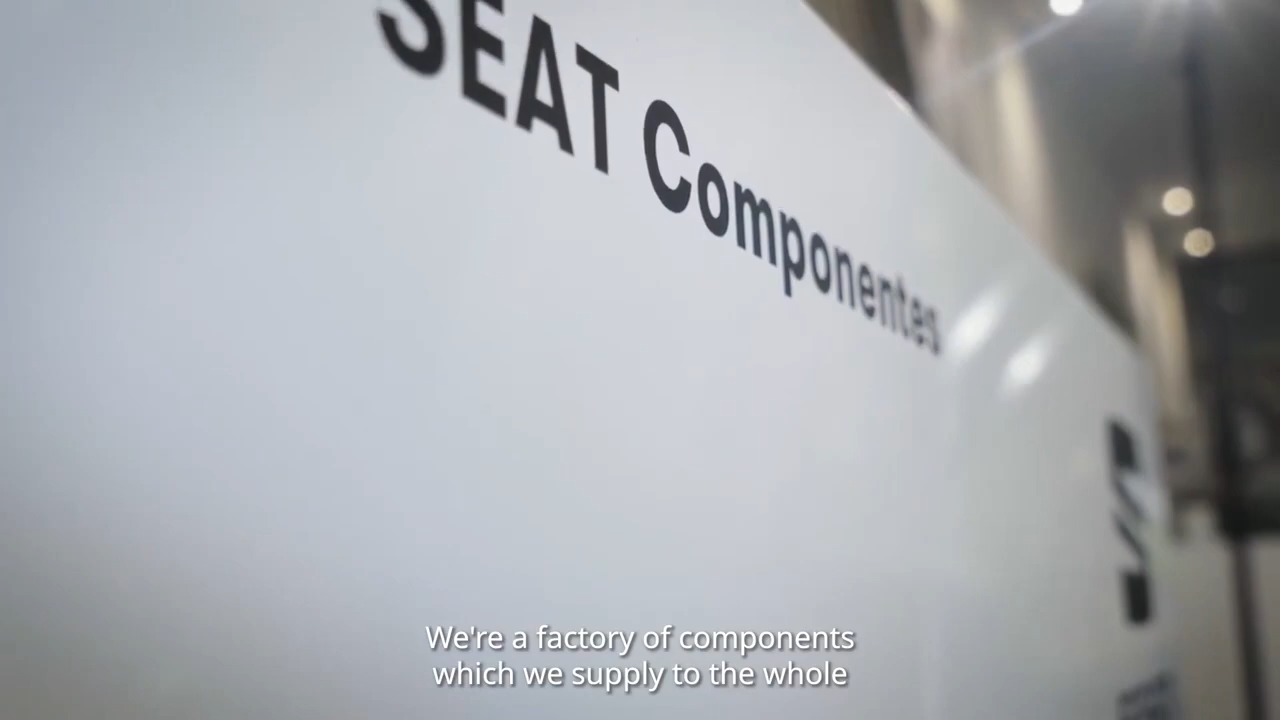 SEAT Componentes
We're a factory of components
which we supply to the whole